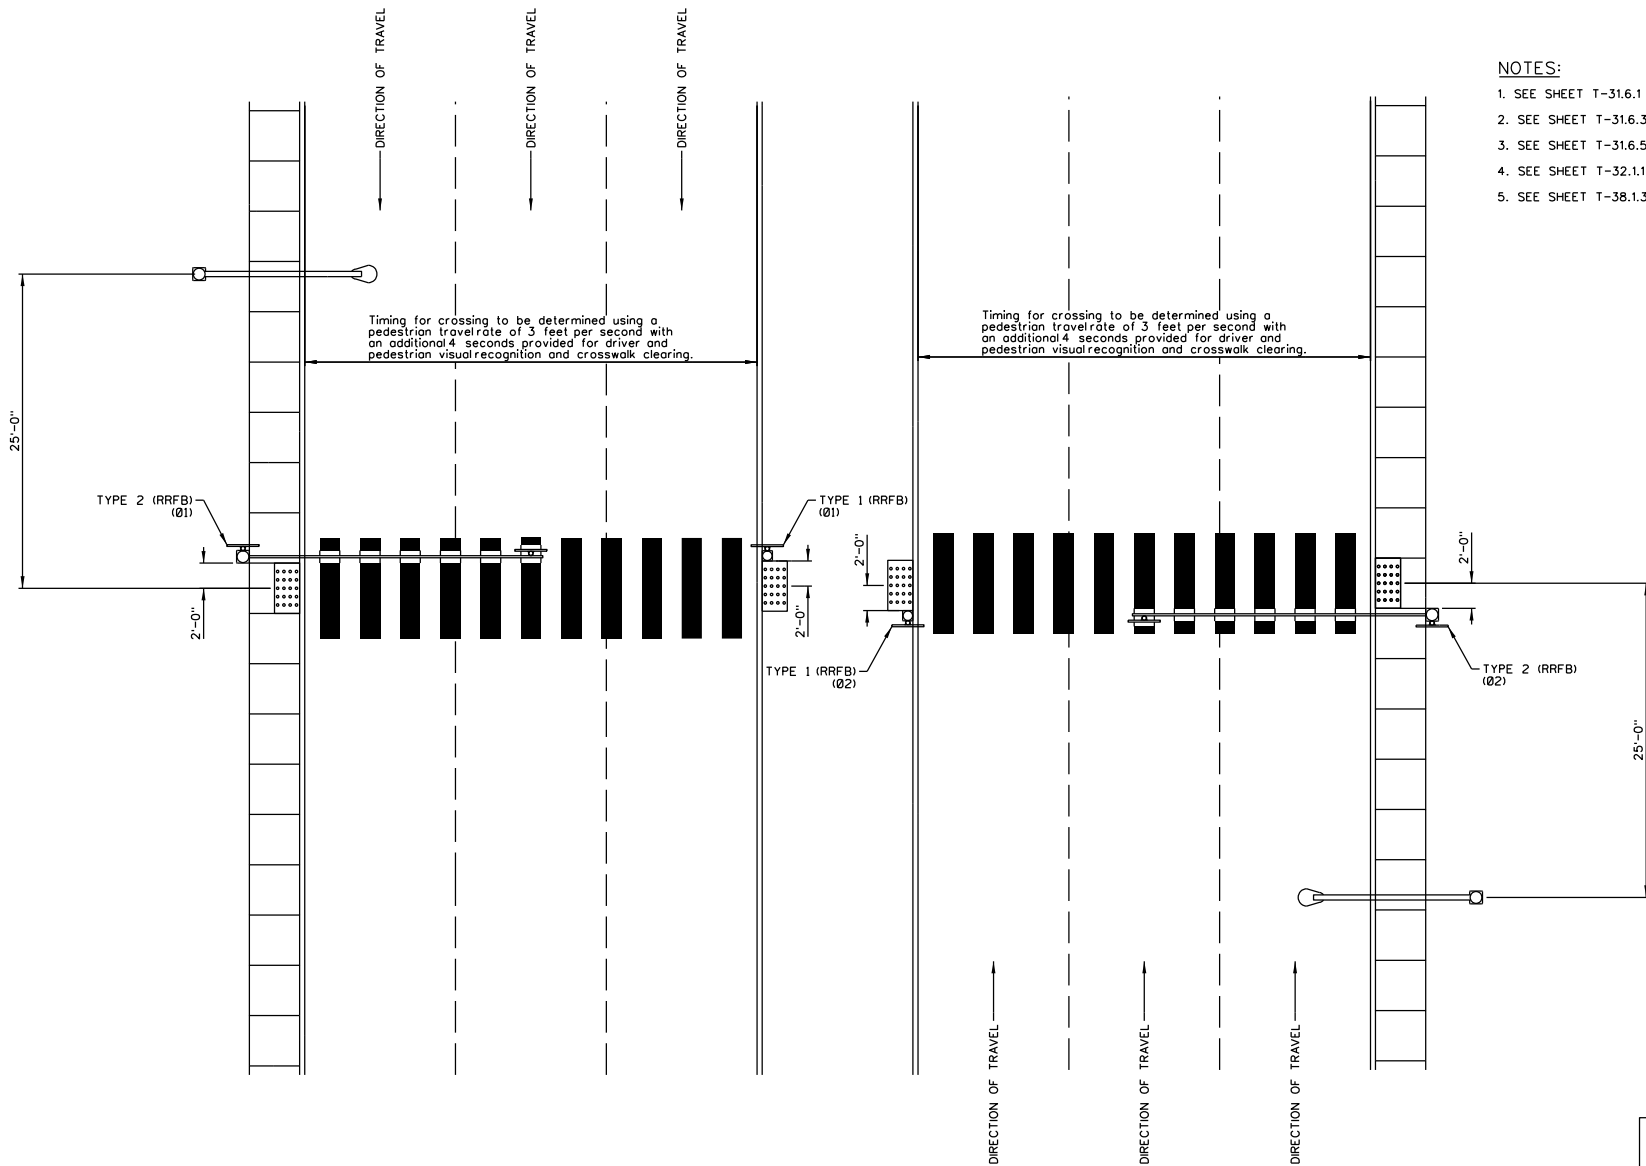 DIRECTION OF TRAVEL
DIRECTION OF TRAVEL
DIRECTION OF TRAVEL
NOTES:
1. SEE SHEET T-31.6.1
2. SEE SHEET T-31.6.3
3. SEE SHEET T-31.6.5
4. SEE SHEET T-32.1.1
5. SEE SHEET T-38.1.3
Timing for crossing to be determined using a
pedestrian travel rate of 3 feet per second with
an additional 4 seconds provided for driver and
pedestrian visual recognition and crosswalk clearing.
Timing for crossing to be determined using a
pedestrian travel rate of 3 feet per second with
an additional 4 seconds provided for driver and
pedestrian visual recognition and crosswalk clearing.
25'-0"
TYPE 2 (RRFB)
(Ø1)
2'-0"
TYPE 1 (RRFB)
(Ø1)
2'-0"
2'-0"
TYPE 1 (RRFB)
(Ø2)
2'-0"
TYPE 2 (RRFB)
(Ø2)
25'-0"
DIRECTION OF TRAVEL
DIRECTION OF TRAVEL
DIRECTION OF TRAVEL